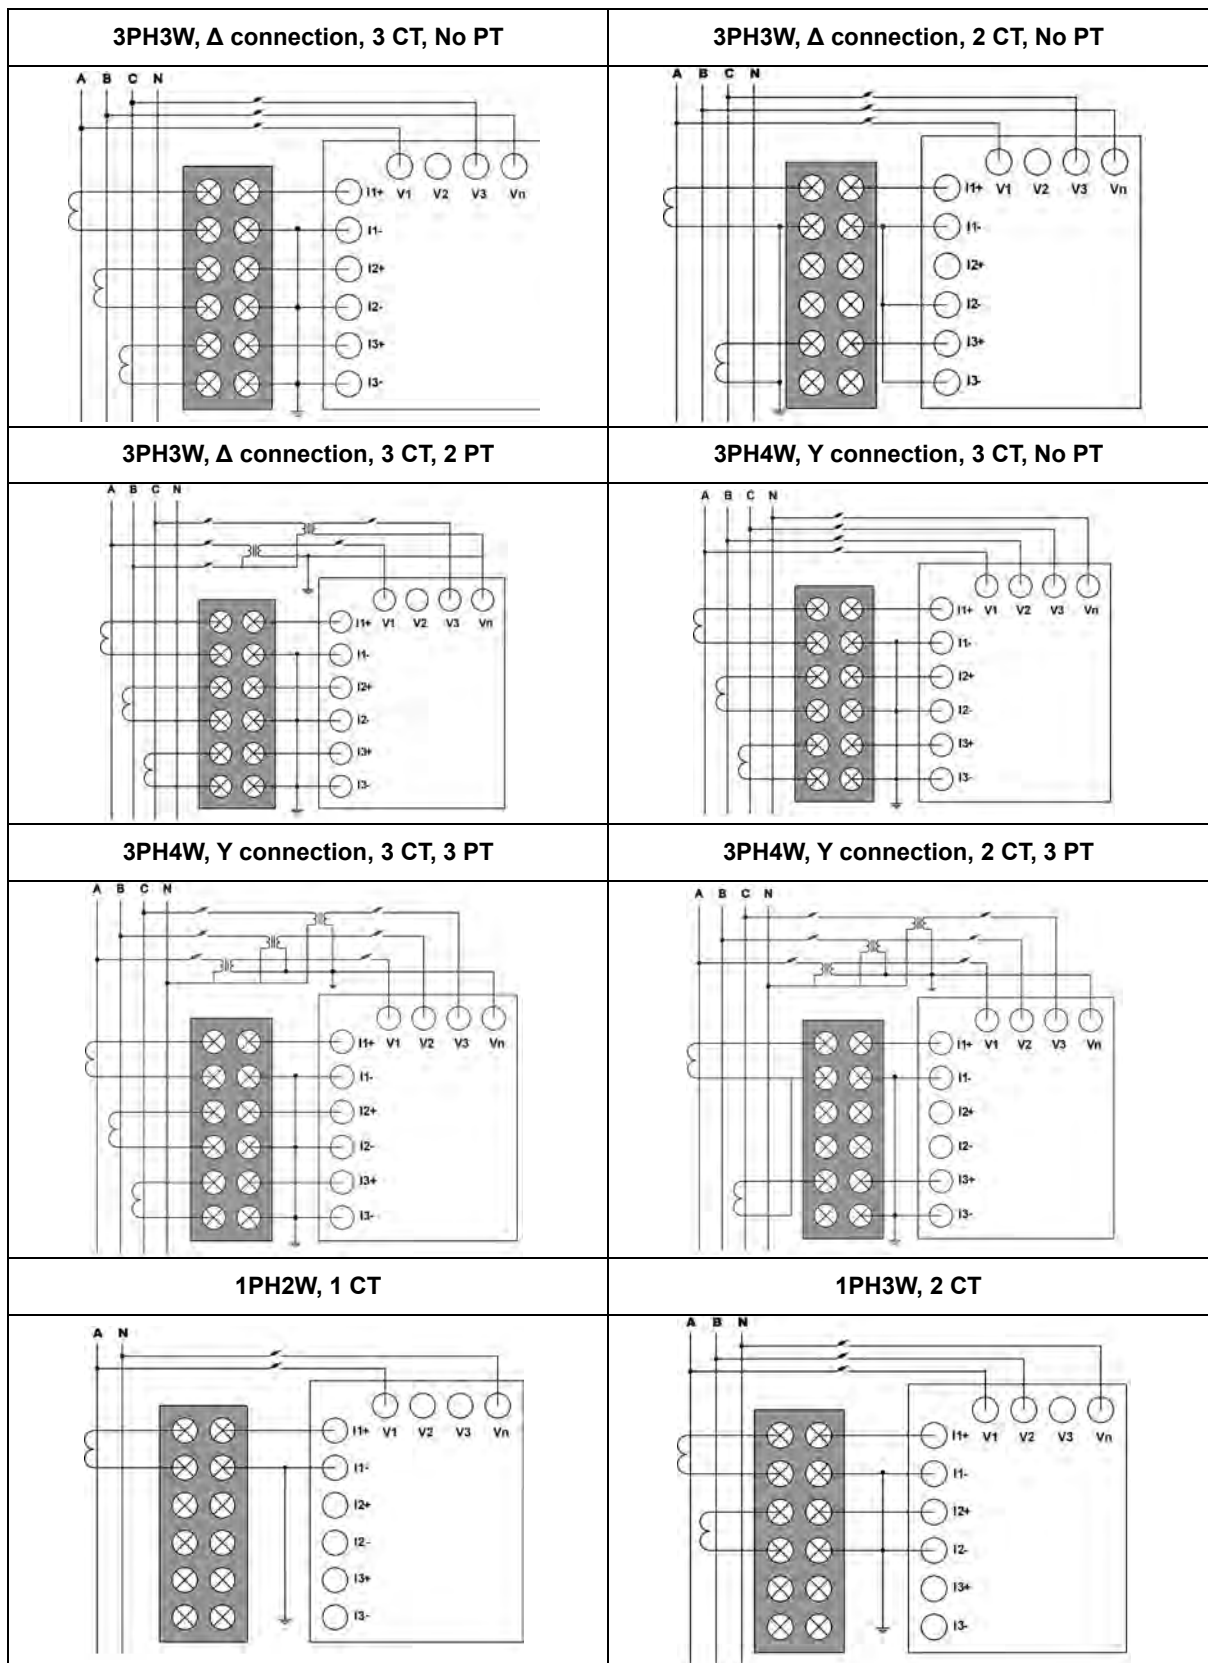 3PH3W, Δ connection, 3 CT, No PT
A B C N
V1 V2 V3 Vn
I1+
I1-
I2+
I2-
I3+
I3-
3PH3W, Δ connection, 2 CT, No PT
A B C N
V1 V2 V3 Vn
I1+
I1-
I2+
I2-
I3+
I3-
3PH3W, Δ connection, 3 CT, 2 PT
A B C N
V1 V2 V3 Vn
I1+
I1-
I2+
I2-
I3+
I3-
3PH4W, Y connection, 3 CT, No PT
A B C N
I1+ V1 V2 V3 Vn
I1-
I2+
I2-
I3+
I3-
3PH4W, Y connection, 3 CT, 3 PT
A B C N
I1+ V1 V2 V3 Vn
I1-
I2+
I2-
I3+
I3-
3PH4W, Y connection, 2 CT, 3 PT
A B C N
I1+ V1 V2 V3 Vn
I1-
I2+
I2-
I3+
I3-
1PH2W, 1 CT
A N
I1+ V1 V2 V3 Vn
I1-
I2+
I2-
I3+
I3-
1PH3W, 2 CT
A B N
I1+ V1 V2 V3 Vn
I1-
I2+
I2-
I3+
I3-